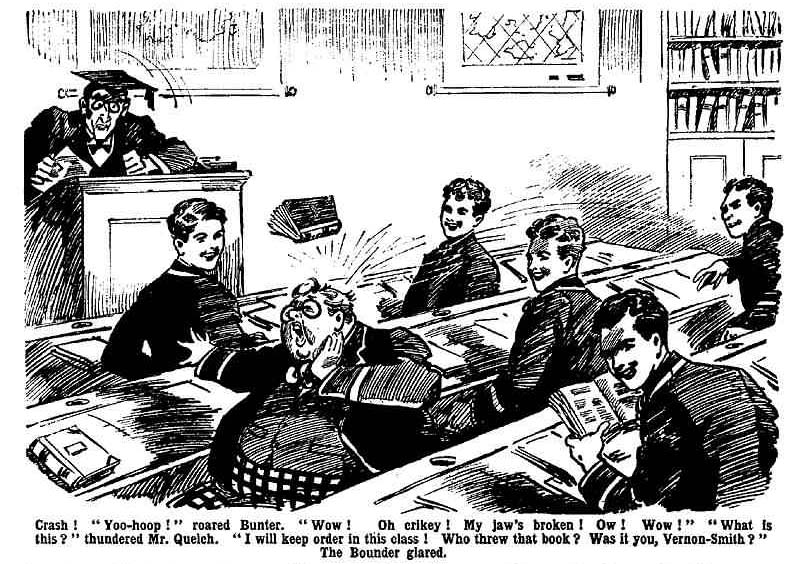 Crash ! "Yoo-hoop !" roared Bunter. "Wow ! Oh crikey ! My jaw's broken ! Ow ! Wow !" "What is
this ?" thundered Mr. Quelch. "I will keep order in this class ! Who threw that book ? Was it you, Vernon-Smith ?"
The Bounder glared.